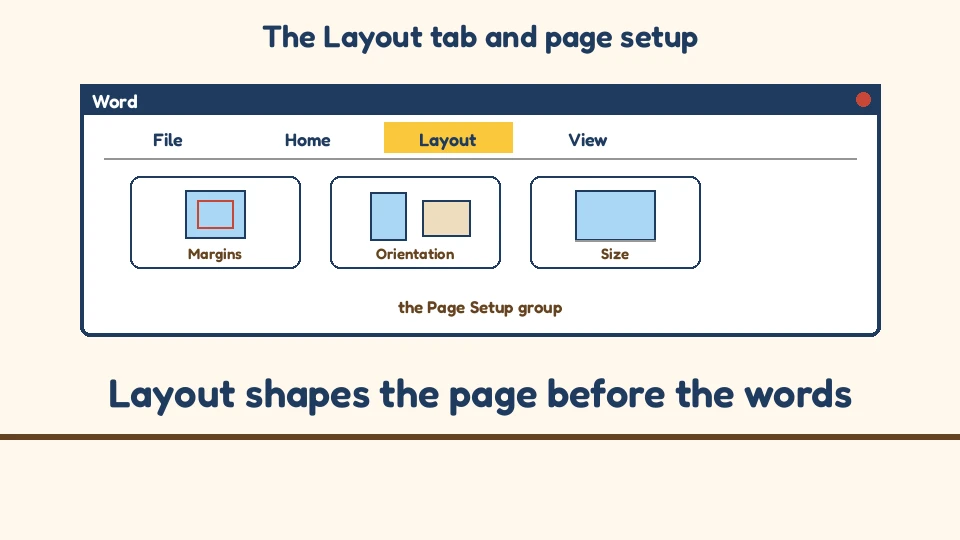 The Layout tab and page setup
Word
File Home Layout View
Margins Orientation Size
the Page Setup group
Layout shapes the page before the words